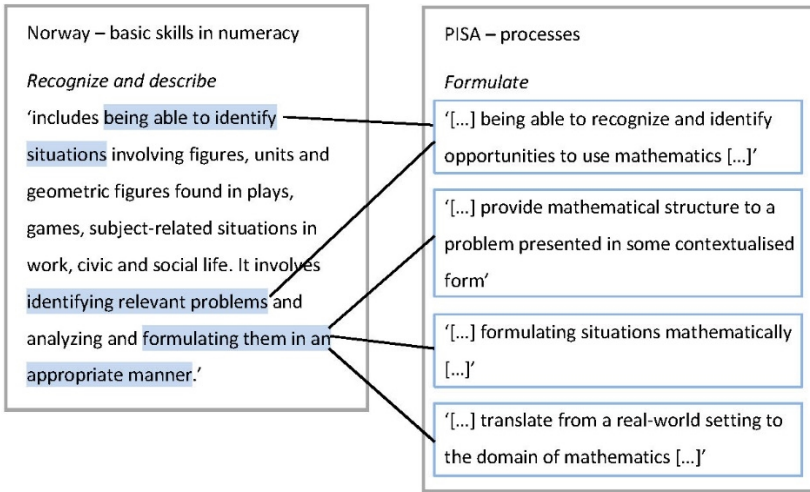 Norway – basic skills in numeracy
Recognize and describe
‘includes being able to identify
situations involving figures, units and
geometric figures found in plays,
games, subject-related situations in
work, civic and social life. It involves
identifying relevant problems and
analyzing and formulating them in an
appropriate manner.’
PISA – processes
Formulate
‘[…] being able to recognize and identify
opportunities to use mathematics […]’
‘[…] provide mathematical structure to a
problem presented in some contextualised
form’
‘[…] formulating situations mathematically
[…]’
‘[…] translate from a real-world setting to
the domain of mathematics […]’